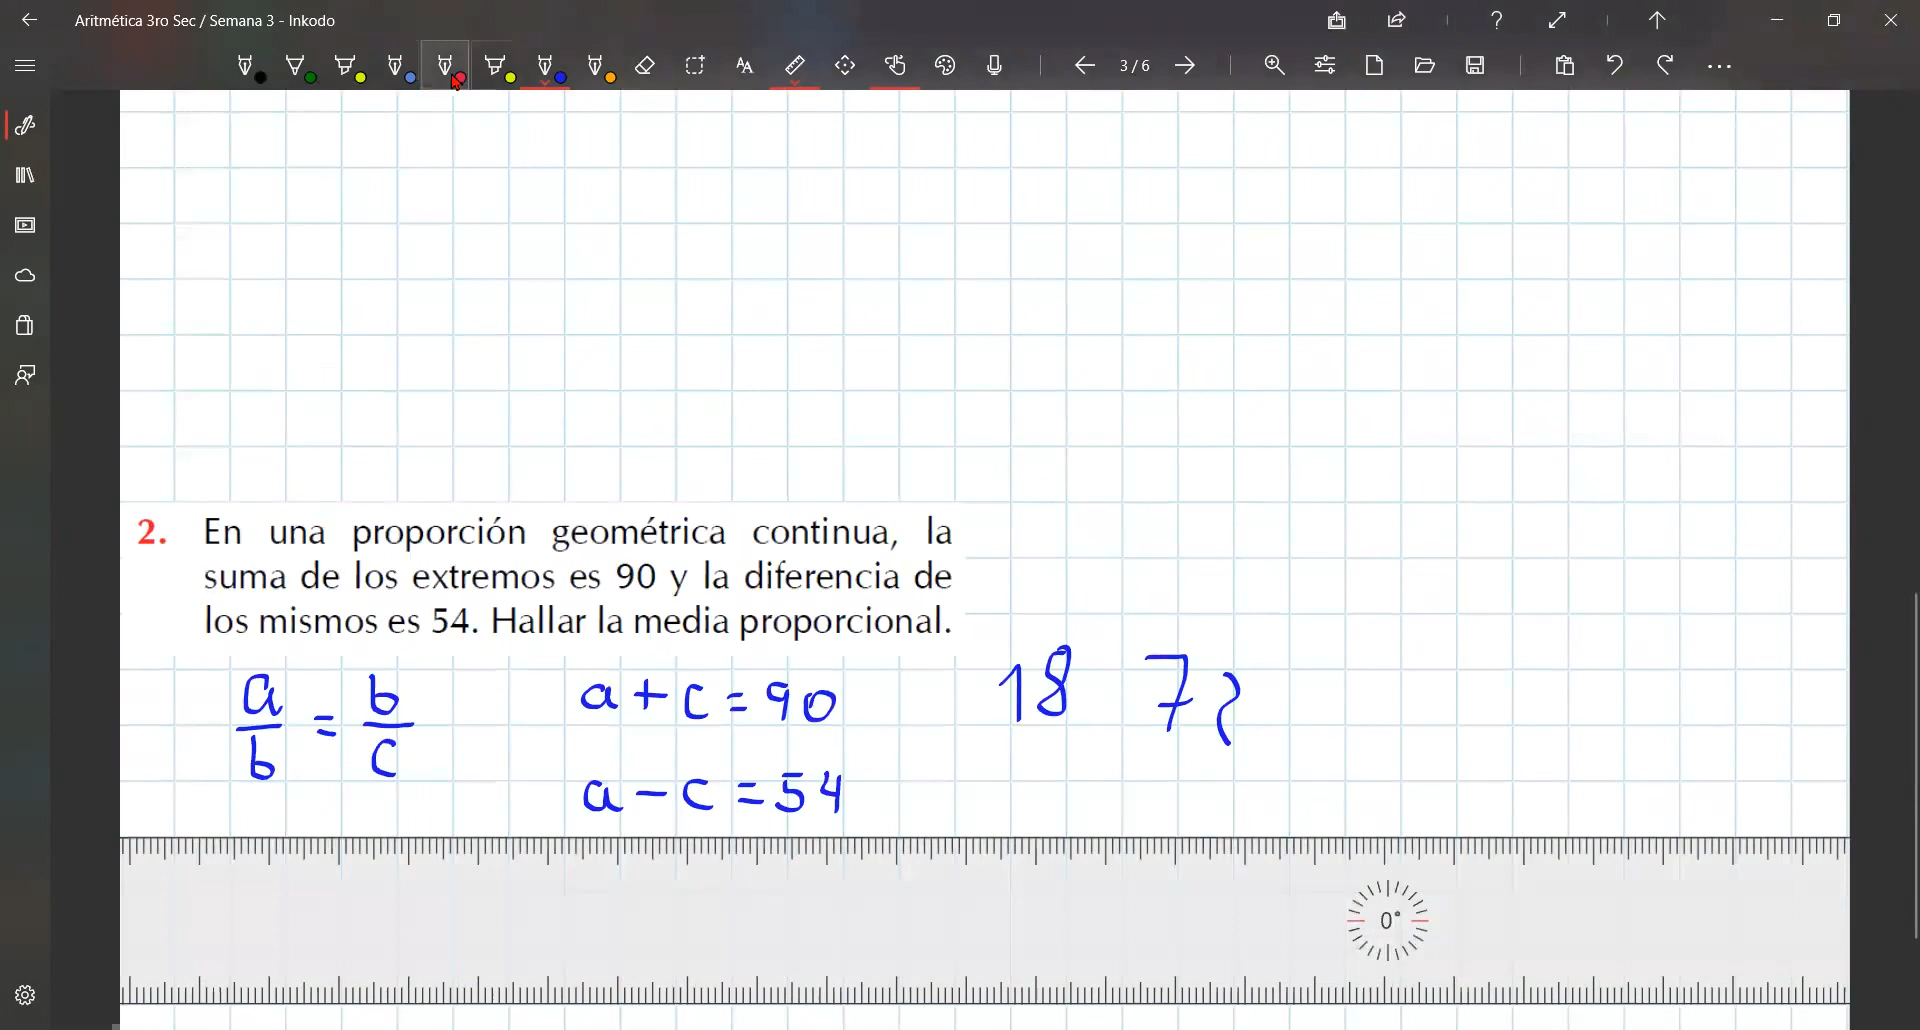 Aritmética 3ro Sec / Semana 3 - Inkodo
3 / 6
2. En una proporción geométrica continua, la
suma de los extremos es 90 y la diferencia de
los mismos es 54. Hallar la media proporcional.
a/b = b/c
a + c = 90
a - c = 54
18 7
0°